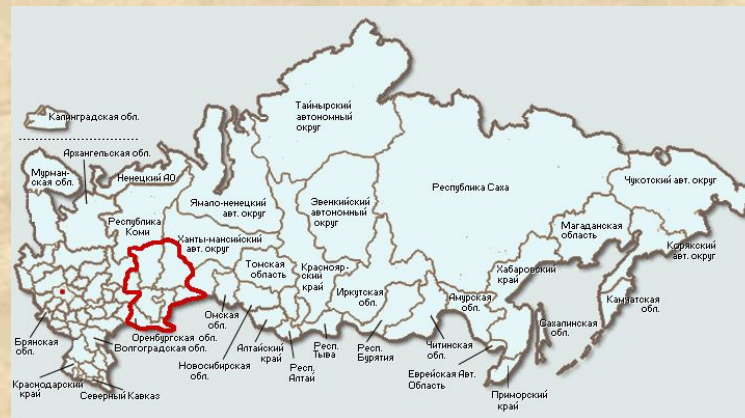 Калининградская обл.
Архангельская обл.
Мурман-
ская обл.
Ненецкий АО
Республика
Коми
Ямало-ненецкий
авт. округ
Ханты-мансийский
авт. округ
Таймырский
автономный
округ
Эвенкийский
автономный
округ
Республика Саха
Чукотский авт. округ
Магаданская
область
Корякский
авт. округ
Хабаровский
край
Камчатская
обл.
Сахалинская
обл.
Томская
область
Краснояр-
ский
край
Иркутская
обл.
Амурская
обл.
Омская
обл.
Новосибирская
обл.
Алтайский
край
Респ.
Алтай
Респ.
Тыва
Респ.
Бурятия
Читинская
обл.
Еврейская Авт.
Область
Приморский
край
Оренбургская обл.
Волгоградская обл.
Брянская
обл.
Краснодарский
край
Северный Кавказ